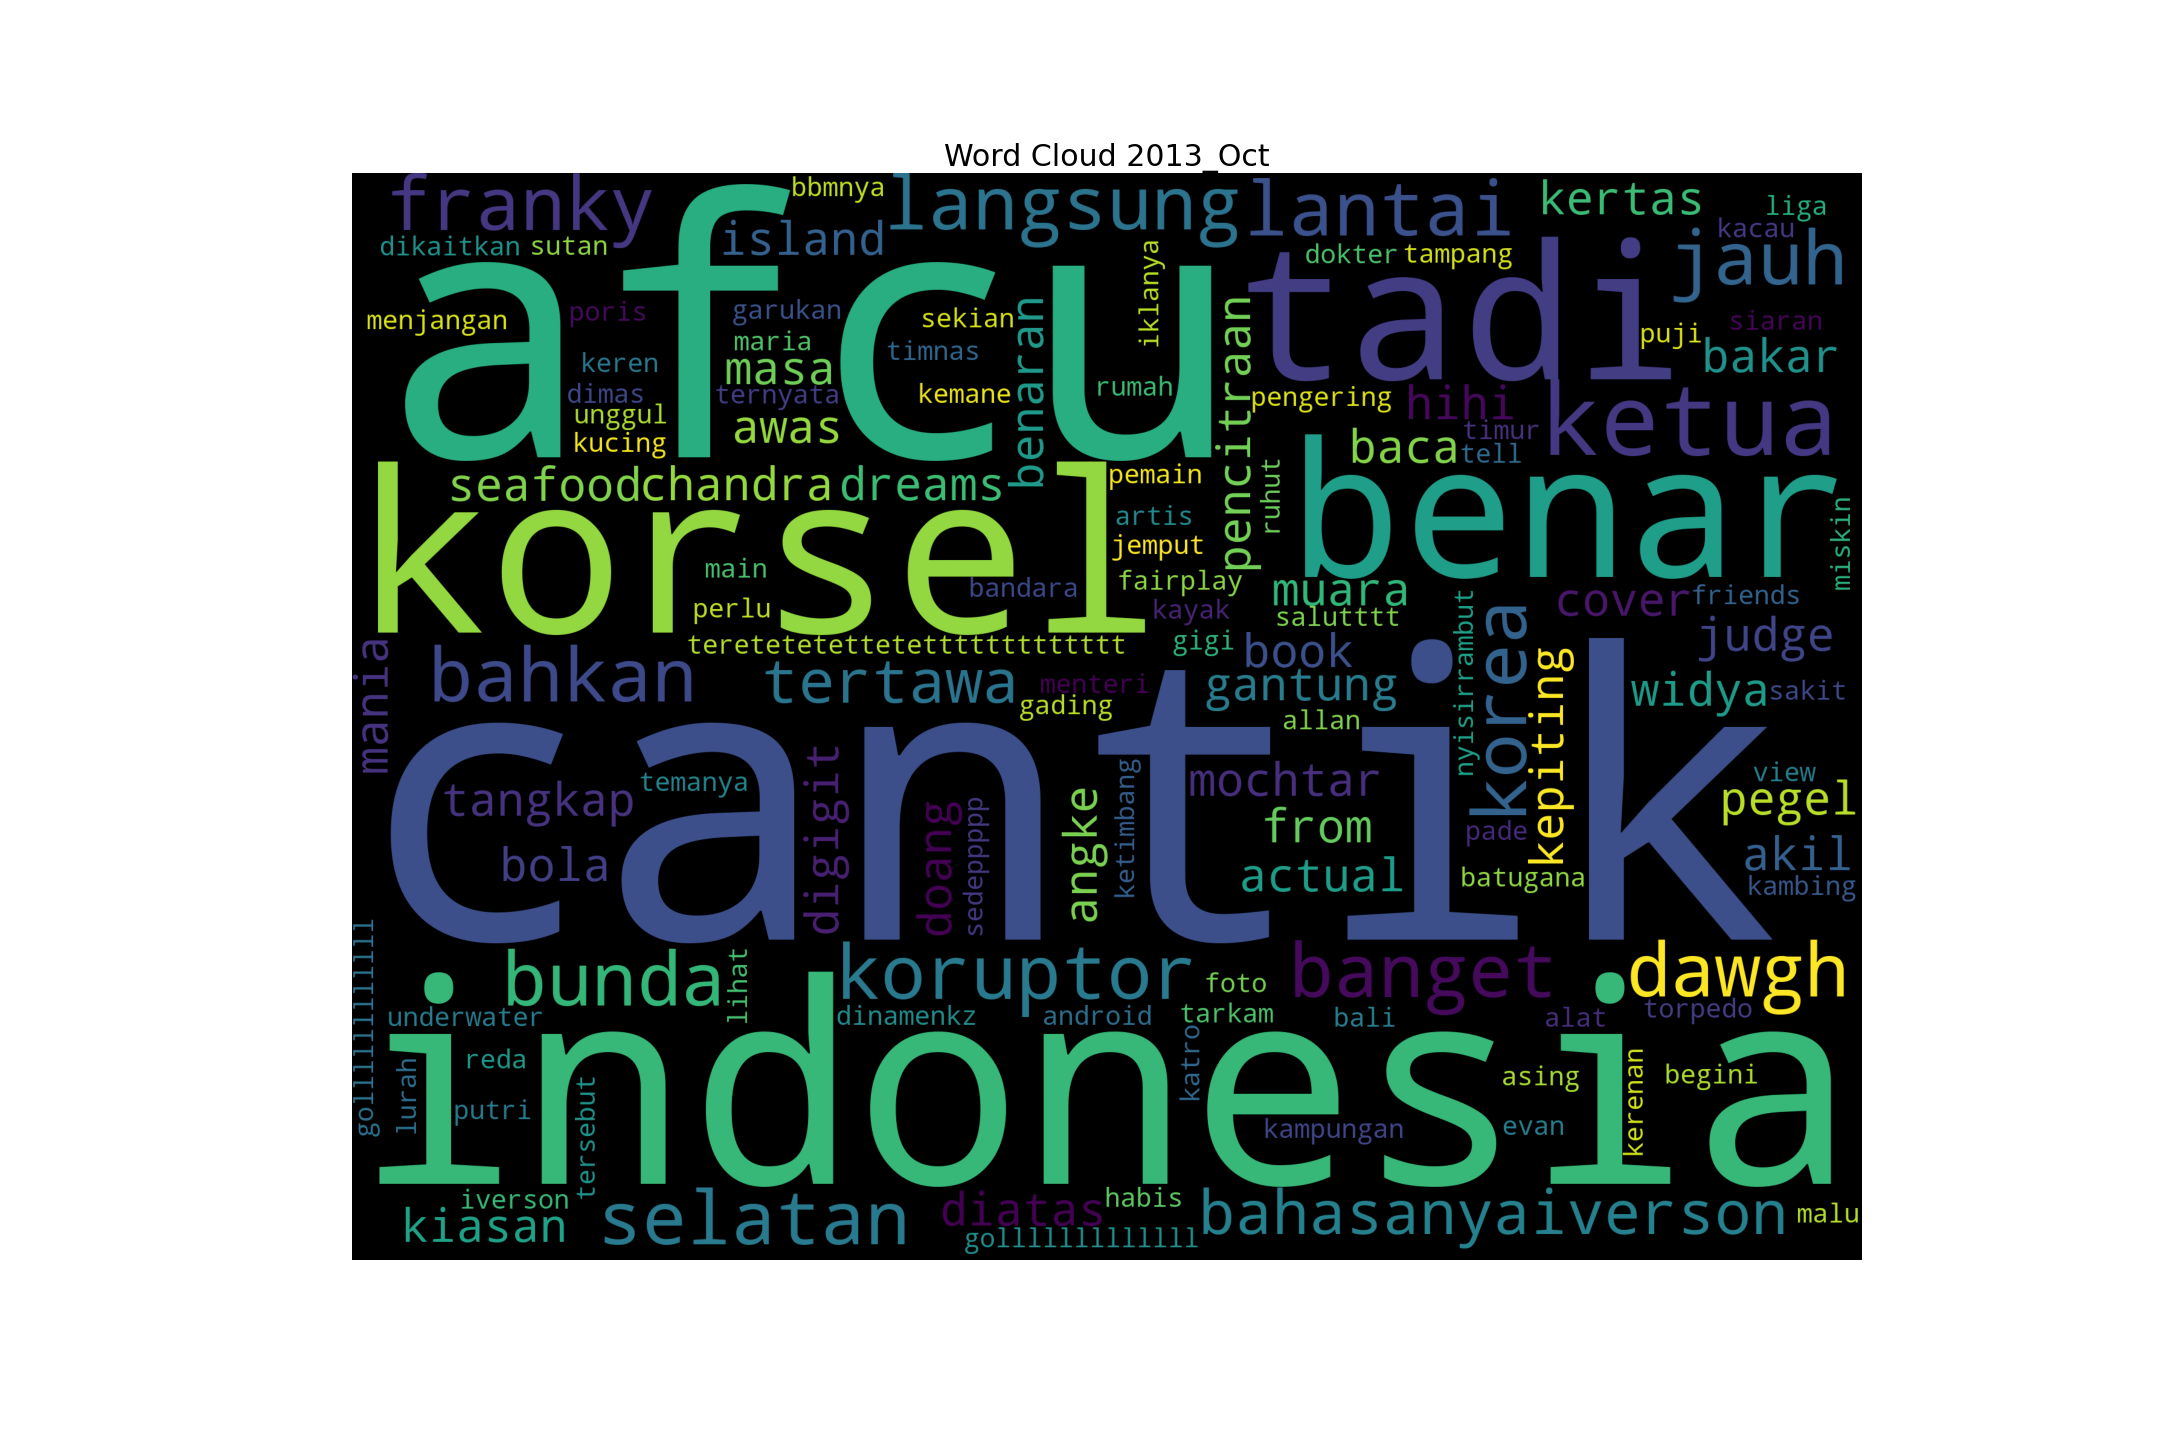 Word Cloud 2013_Oct
franky
afcu
bbmnya
langsung
lantai
kertas
liga
kacau
dikaitkan
sutan
island
iklanya
dokter
tampang
tadi
jauh
menjangan
poris
garukan
sekian
benaran
pencitraan
siaran
puji
bakar
maria
timnas
keren
masa
dimas
ternyata
kemane
rumah
pengering
hihi
ketua
unggul
awas
kucing
timur
baca
tell
korsel
seafoodchandra
dreams
pemain
ruhut
benar
miskin
artis
jemput
main
bandara
fairplay
muara
cover
friends
perlu
kayak
salutttt
nyisirrambut
korea
judge
teretetetettetettttttttttttt
gigi
mania
bahkan
tertawa
menteri
book
gantung
kepiting
widya
sakit
gading
allan
cantik
tangkap
temanya
digigit
doang
sedeppppp
angke
ketimbang
mochtar
view
pegel
from
pade
bola
actual
batugana
akil
kambing
gollllllllllllll
bunda
lihat
koruptor
foto
banget
dawgh
underwater
dinamenkz
android
tarkam
bali
alat
torpedo
indonesia
reda
lurah
putri
tersebut
katro
asing
kerenan
begini
kampungan
evan
iverson
kiasan
selatan
diatas
habis
bahasanyaiverson
malu
golllllllllllll